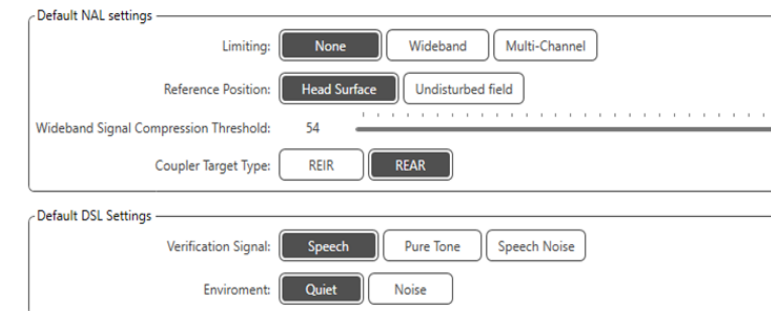 Default NAL settings
Limiting: None Wideband Multi-Channel
Reference Position: Head Surface Undisturbed field
Wideband Signal Compression Threshold: 54
Coupler Target Type: REIR REAR
Default DSL Settings
Verification Signal: Speech Pure Tone Speech Noise
Enviroment: Quiet Noise